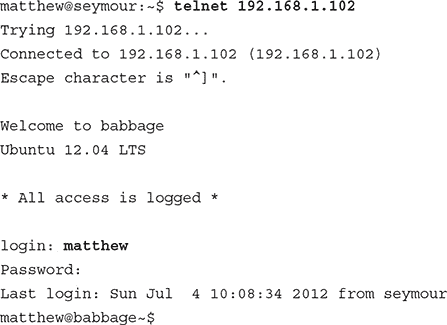 matthew@seymour:~$ telnet 192.168.1.102
Trying 192.168.1.102...
Connected to 192.168.1.102 (192.168.1.102)
Escape character is "^]".
Welcome to babbage
Ubuntu 12.04 LTS
* All access is logged *
login: matthew
Password:
Last login: Sun Jul  4 10:08:34 2012 from seymour
matthew@babbage~$